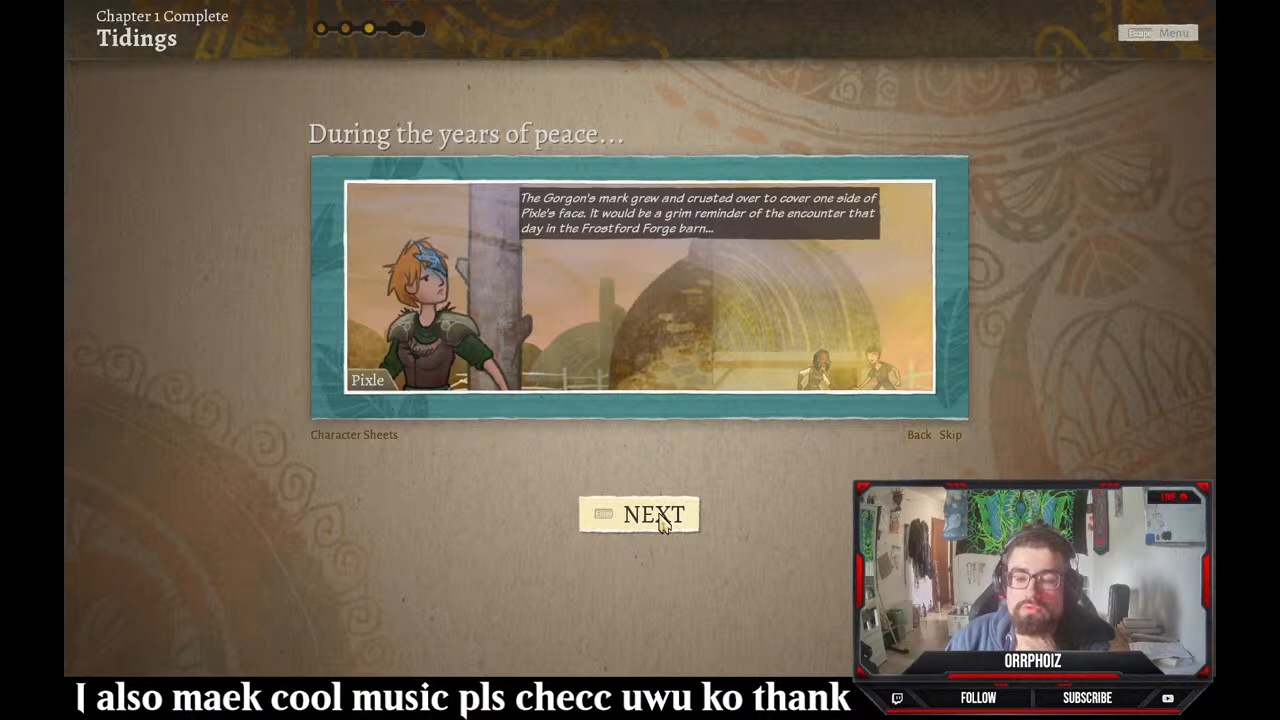 Chapter 1 Complete
Tidings
Escape Menu
During the years of peace...
The Gorgon's mark grew and crusted over to cover one side of
Pixle's face. It would be a grim reminder of the encounter that
day in the Frostford Forge barn...
Pixle
Character Sheets
Back Skip
Enter NEXT
LIVE
ORRPHOIZ
FOLLOW
SUBSCRIBE
I also maek cool music pls checc uwu ko thank